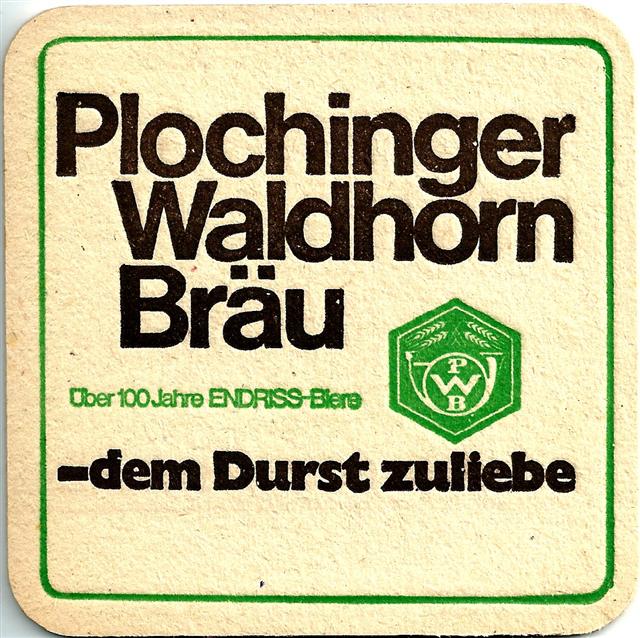 Plochinger
Waldhorn
Bräu
Über 100 Jahre ENDRISS-Biere
P
W
B
–dem Durst zuliebe